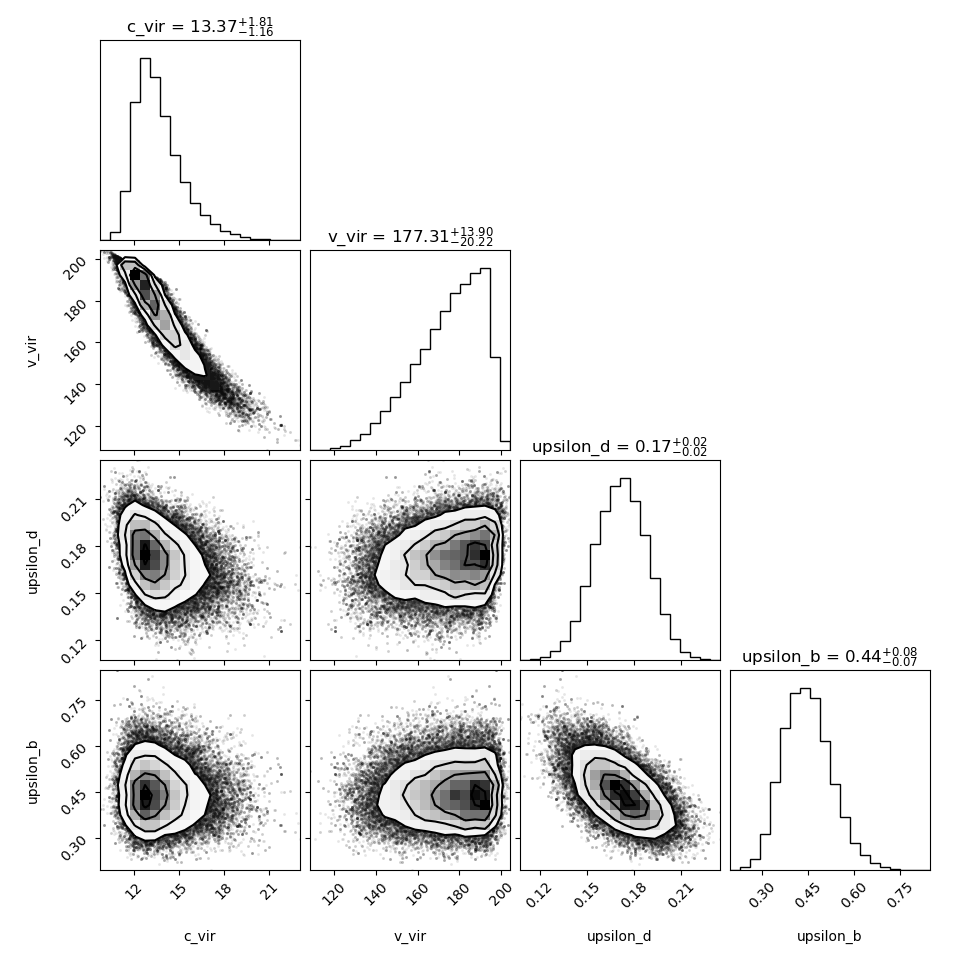 c_vir = 13.37+1.81−1.16
v_vir = 177.31+13.90−20.22
200
180
160
140
120
v_vir
upsilon_d = 0.17+0.02−0.02
0.21
0.18
0.15
0.12
upsilon_d
upsilon_b = 0.44+0.08−0.07
0.75
0.60
0.45
0.30
upsilon_b
12 15 18 21 120 140 160 180 200 0.12 0.15 0.18 0.21 0.30 0.45 0.60 0.75
c_vir v_vir upsilon_d upsilon_b